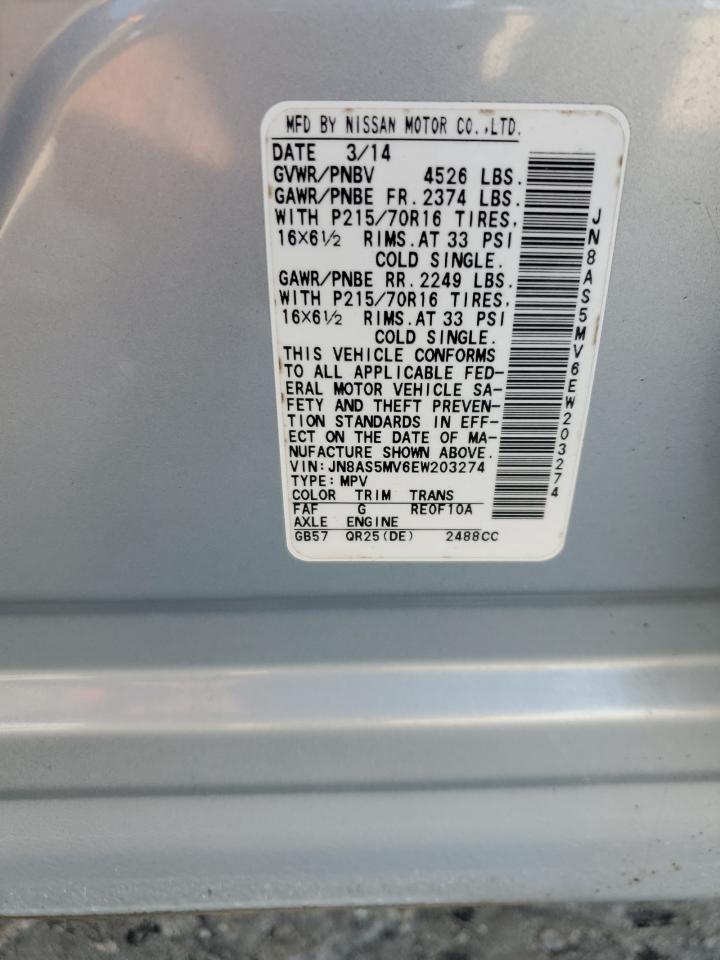 MFD BY NISSAN MOTOR CO.,LTD.
DATE 3/14
GVWR/PNBV 4526 LBS.
GAWR/PNBE FR. 2374 LBS.
WITH P215/70R16 TIRES,
16X6½ RIMS. AT 33 PSI
COLD SINGLE.
GAWR/PNBE RR. 2249 LBS.
WITH P215/70R16 TIRES,
16X6½ RIMS. AT 33 PSI
COLD SINGLE.
THIS VEHICLE CONFORMS
TO ALL APPLICABLE FED-
ERAL MOTOR VEHICLE SA-
FETY AND THEFT PREVEN-
TION STANDARDS IN EFF-
ECT ON THE DATE OF MA-
NUFACTURE SHOWN ABOVE.
VIN: JN8AS5MV6EW203274
TYPE: MPV
COLOR TRIM TRANS
FAF G RE0F10A
AXLE ENGINE
GB57 QR25(DE) 2488CC
JN8AS5MV6EW203274